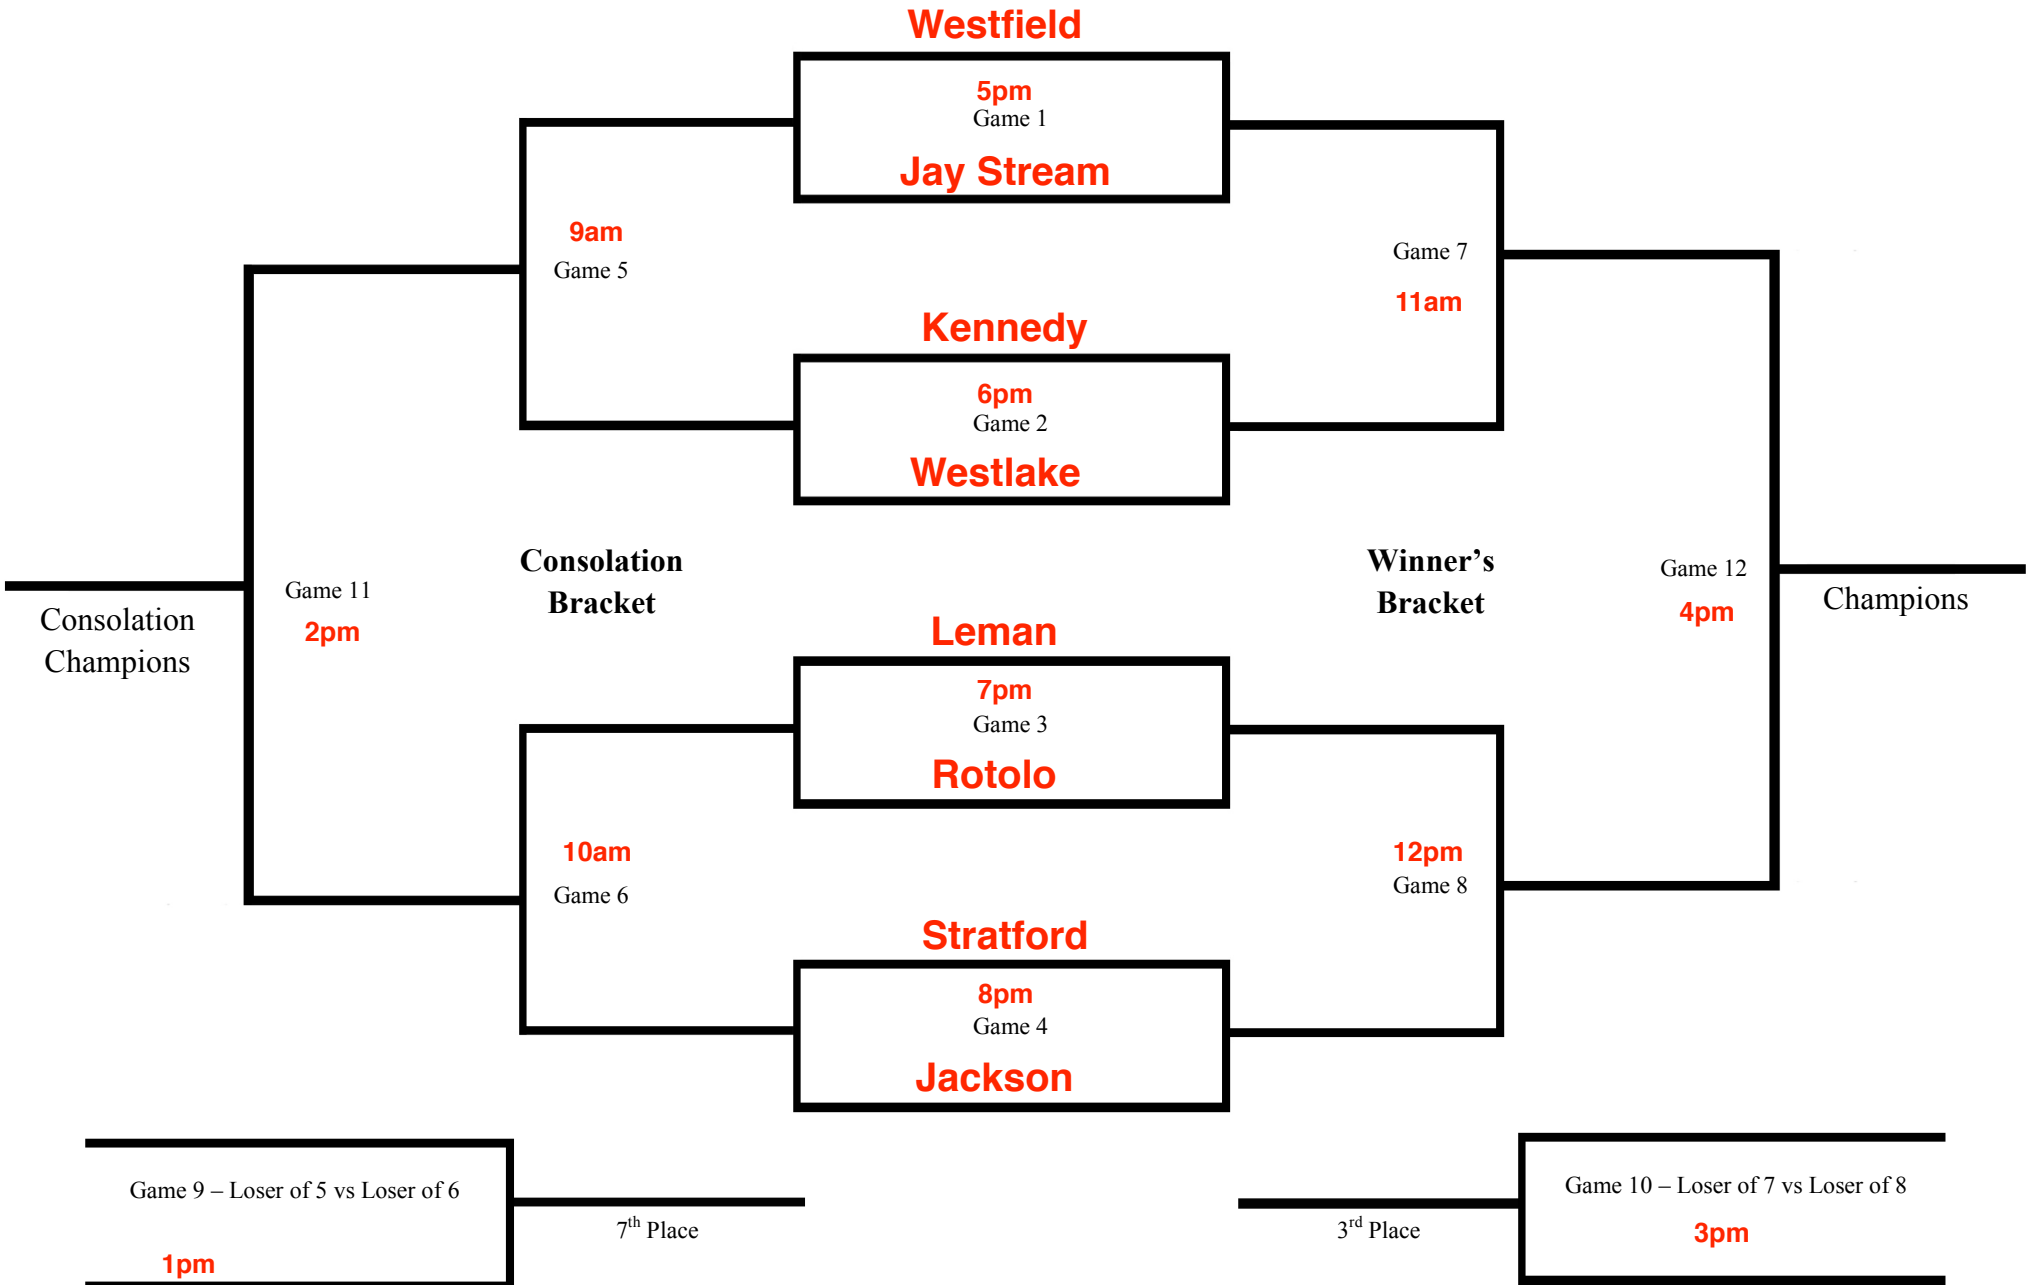 Westfield
5pm
Game 1
Jay Stream
9am
Game 5
Game 7
11am
Kennedy
6pm
Game 2
Westlake
Consolation
Bracket
Winner’s
Bracket
Game 11
2pm
Consolation
Champions
Game 12
4pm
Champions
Leman
7pm
Game 3
Rotolo
10am
Game 6
12pm
Game 8
Stratford
8pm
Game 4
Jackson
Game 9 – Loser of 5 vs Loser of 6
1pm
7th Place
Game 10 – Loser of 7 vs Loser of 8
3pm
3rd Place